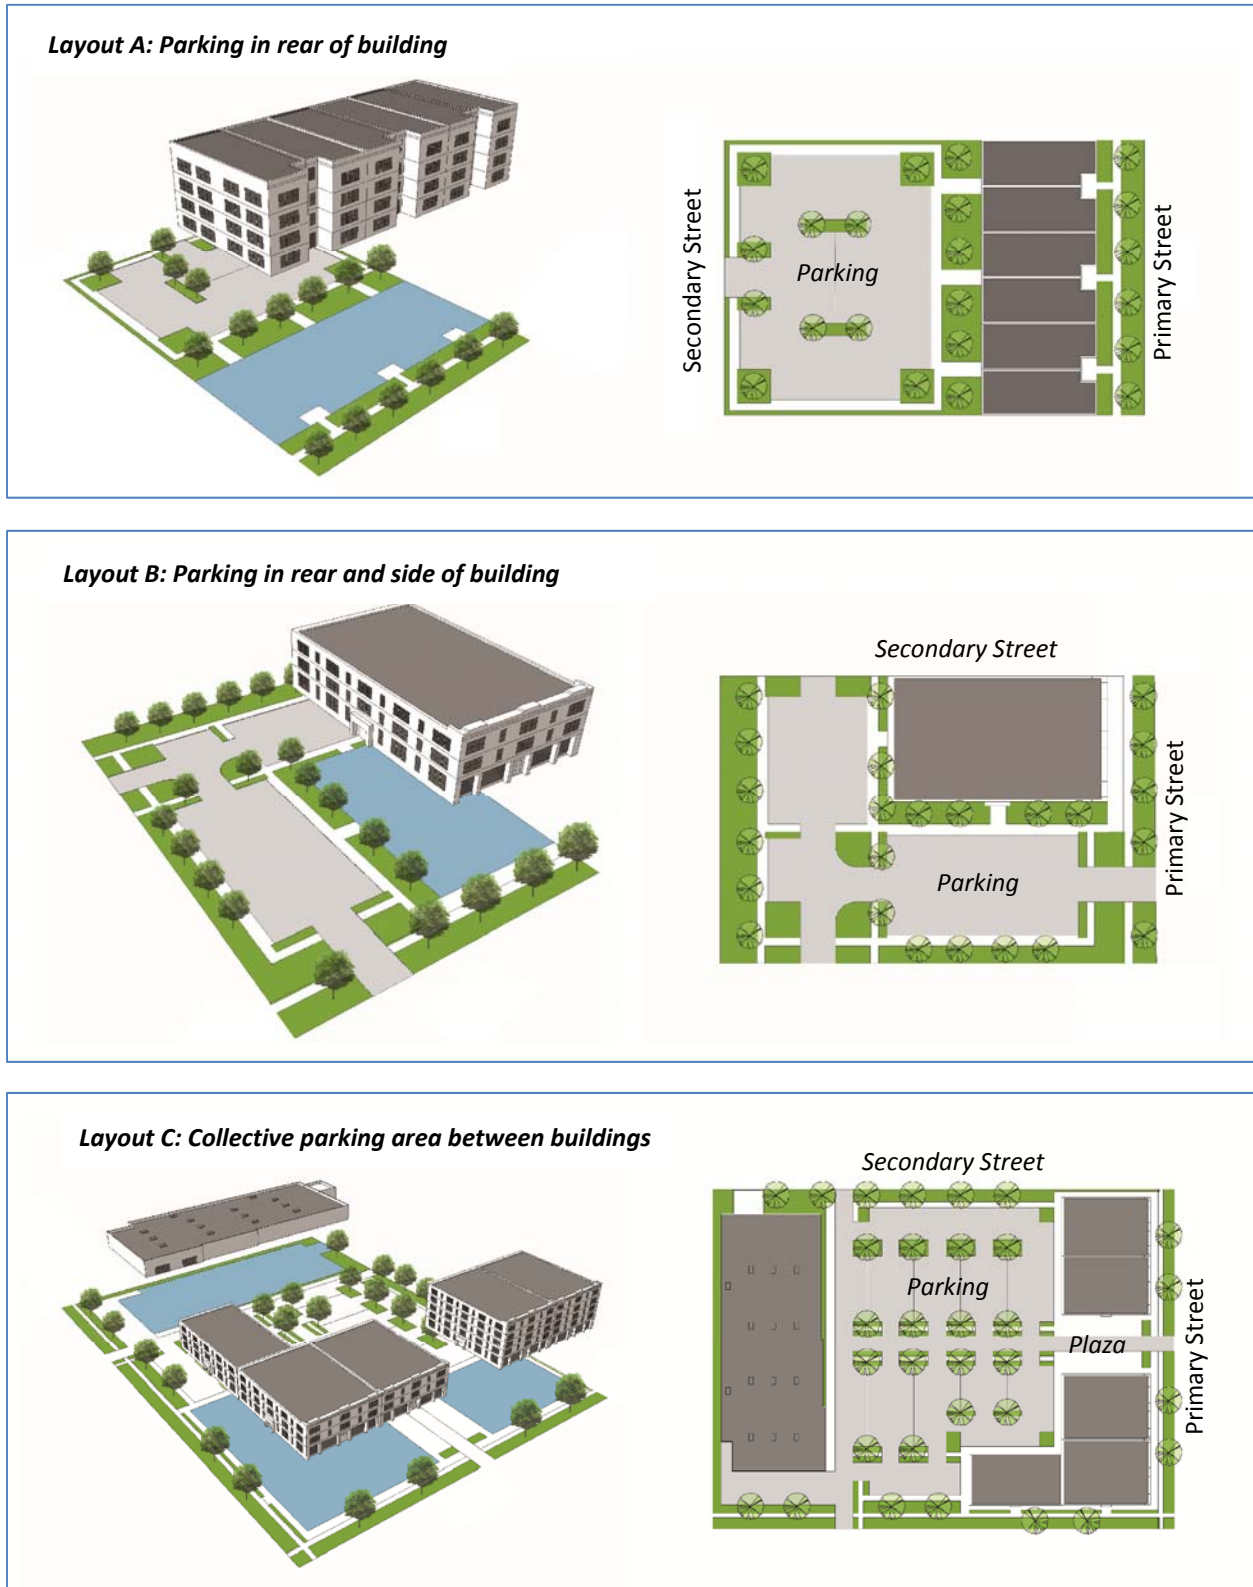 Layout A: Parking in rear of building
Secondary Street
Parking
Primary Street
Layout B: Parking in rear and side of building
Secondary Street
Parking
Primary Street
Layout C: Collective parking area between buildings
Secondary Street
Parking
Plaza
Primary Street